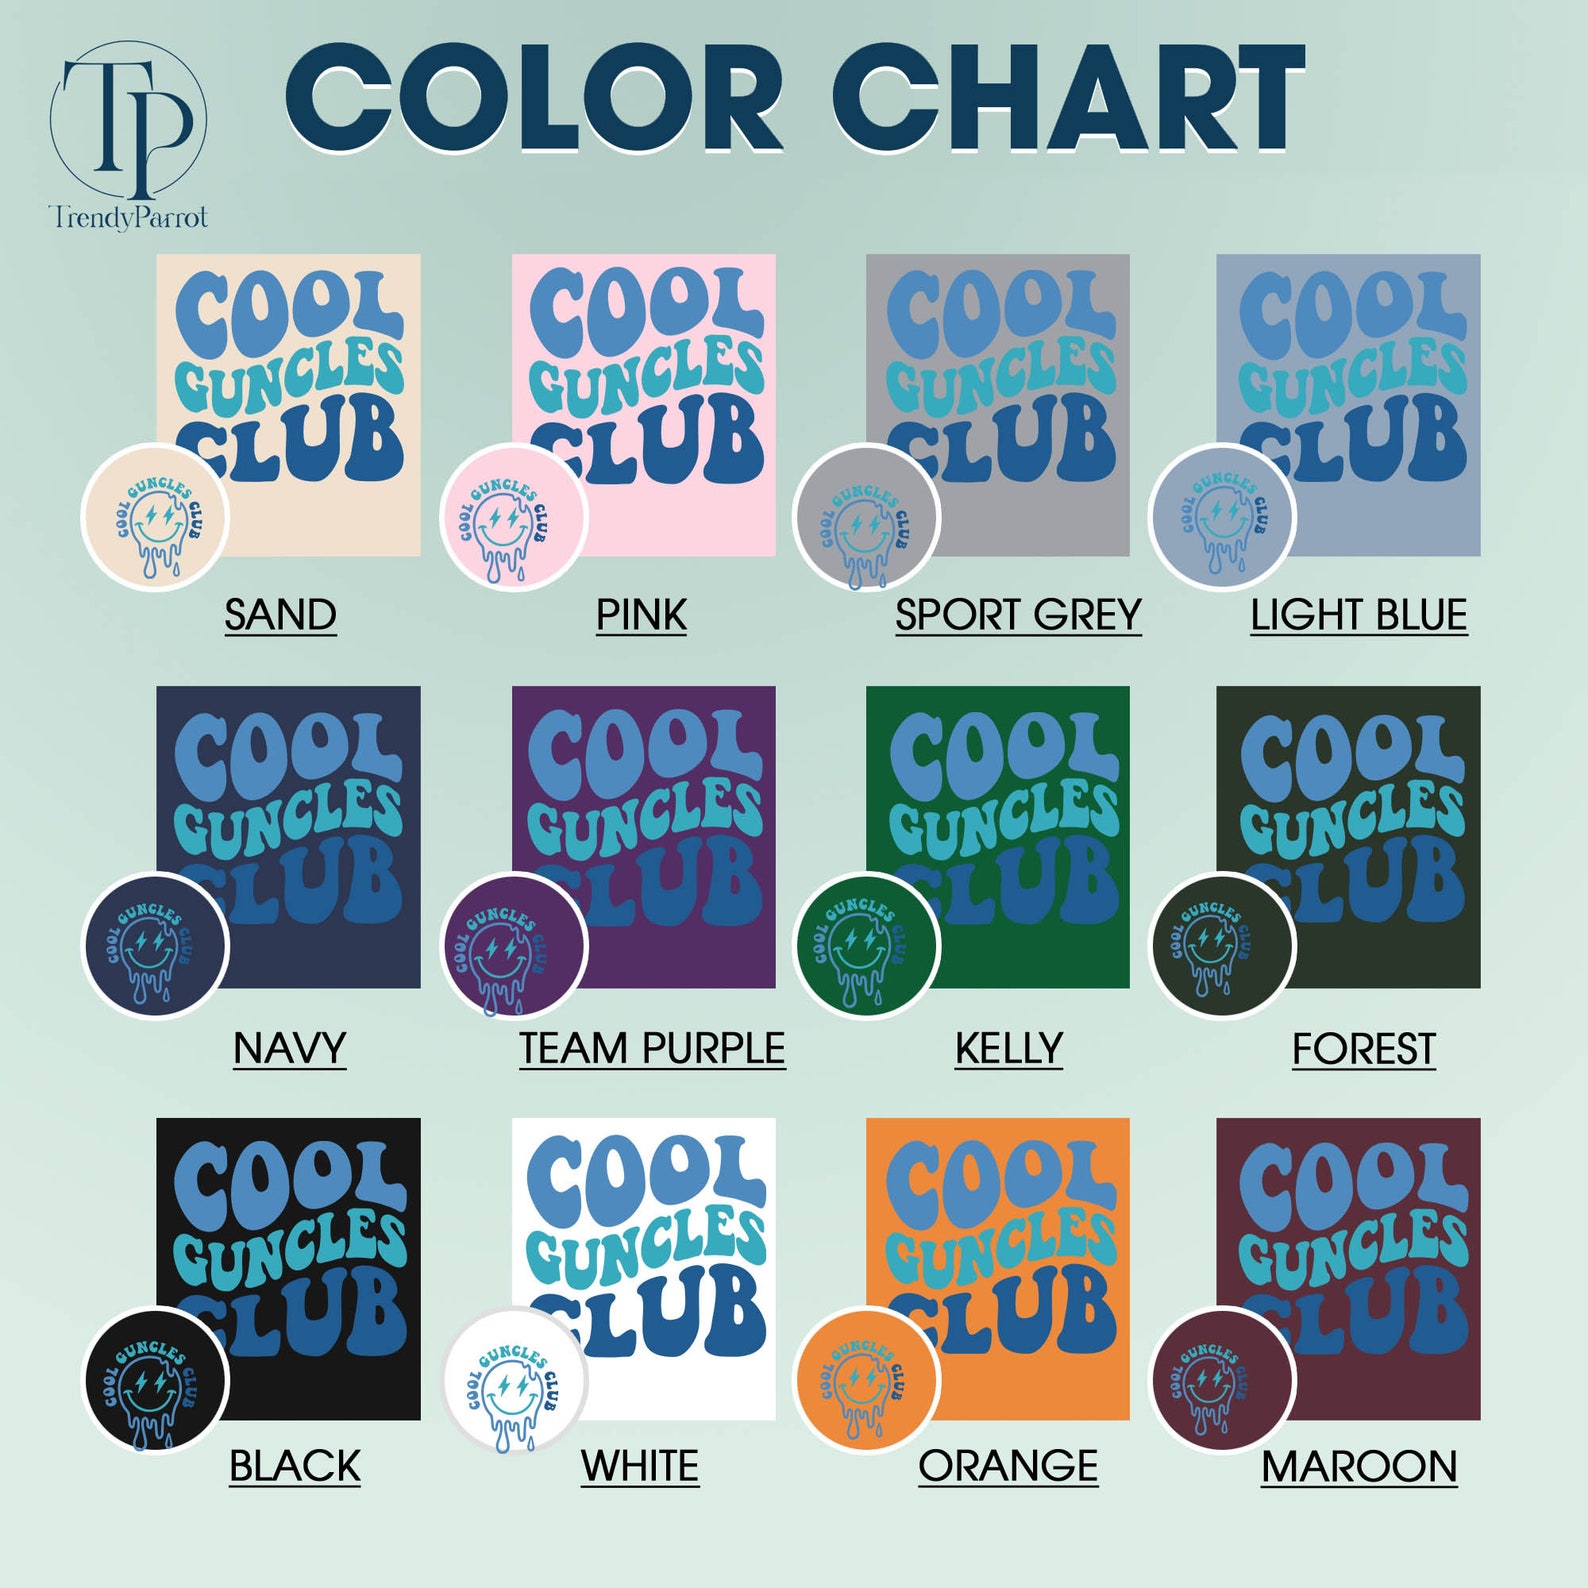 COLOR CHART
TP
TrendyParrot
COOL COOL COOL COOL
GUNCLES GUNCLES GUNCLES GUNCLES
CLUB CLUB CLUB CLUB
COOL GUNCLES CLUB COOL GUNCLES CLUB COOL GUNCLES CLUB COOL GUNCLES CLUB
SAND PINK SPORT GREY LIGHT BLUE
COOL COOL COOL COOL
GUNCLES GUNCLES GUNCLES GUNCLES
CLUB CLUB CLUB CLUB
COOL GUNCLES CLUB COOL GUNCLES CLUB COOL GUNCLES CLUB COOL GUNCLES CLUB
NAVY TEAM PURPLE KELLY FOREST
COOL COOL COOL COOL
GUNCLES GUNCLES GUNCLES GUNCLES
CLUB CLUB CLUB CLUB
COOL GUNCLES CLUB COOL GUNCLES CLUB COOL GUNCLES CLUB COOL GUNCLES CLUB
BLACK WHITE ORANGE MAROON